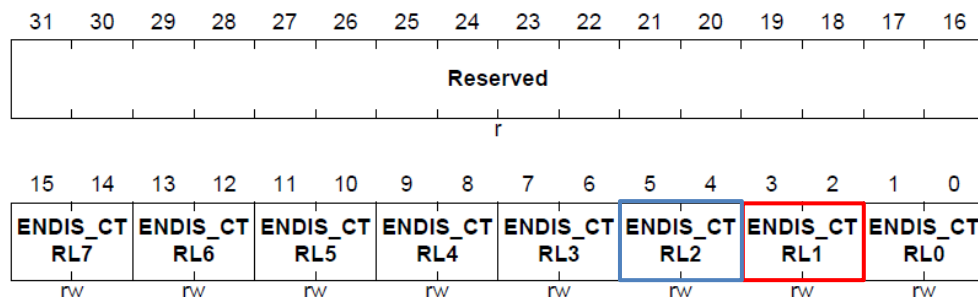 31 30 29 28 27 26 25 24 23 22 21 20 19 18 17 16
Reserved
r
15 14 13 12 11 10 9 8 7 6 5 4 3 2 1 0
ENDIS_CT ENDIS_CT ENDIS_CT ENDIS_CT ENDIS_CT ENDIS_CT ENDIS_CT ENDIS_CT
RL7 RL6 RL5 RL4 RL3 RL2 RL1 RL0
rw rw rw rw rw rw rw rw